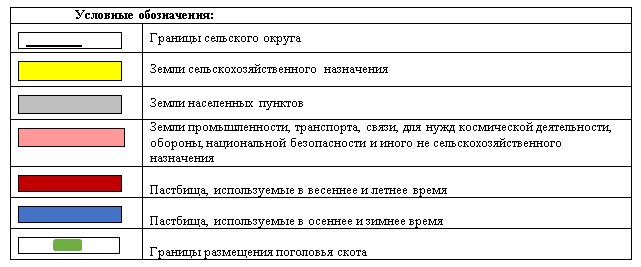 Условные обозначения:
Границы сельского округа
Земли сельскохозяйственного назначения
Земли населенных пунктов
Земли промышленности, транспорта, связи, для нужд космической деятельности,
обороны, национальной безопасности и иного не сельскохозяйственного
назначения
Пастбища, используемые в весеннее и летнее время
Пастбища, используемые в осеннее и зимнее время
Границы размещения поголовья скота